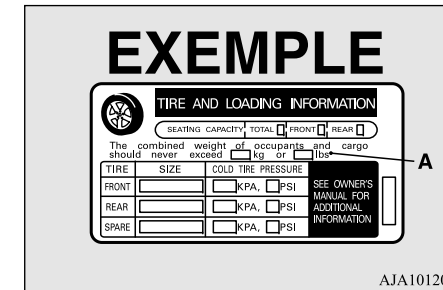 EXEMPLE
TIRE AND LOADING INFORMATION
SEATING CAPACITY TOTAL FRONT REAR
The combined weight of occupants and cargo
should never exceed kg or lbs
A
TIRE SIZE COLD TIRE PRESSURE
FRONT KPA, PSI
REAR KPA, PSI
SPARE KPA, PSI
SEE OWNER'S
MANUAL FOR
ADDITIONAL
INFORMATION
AJA10120